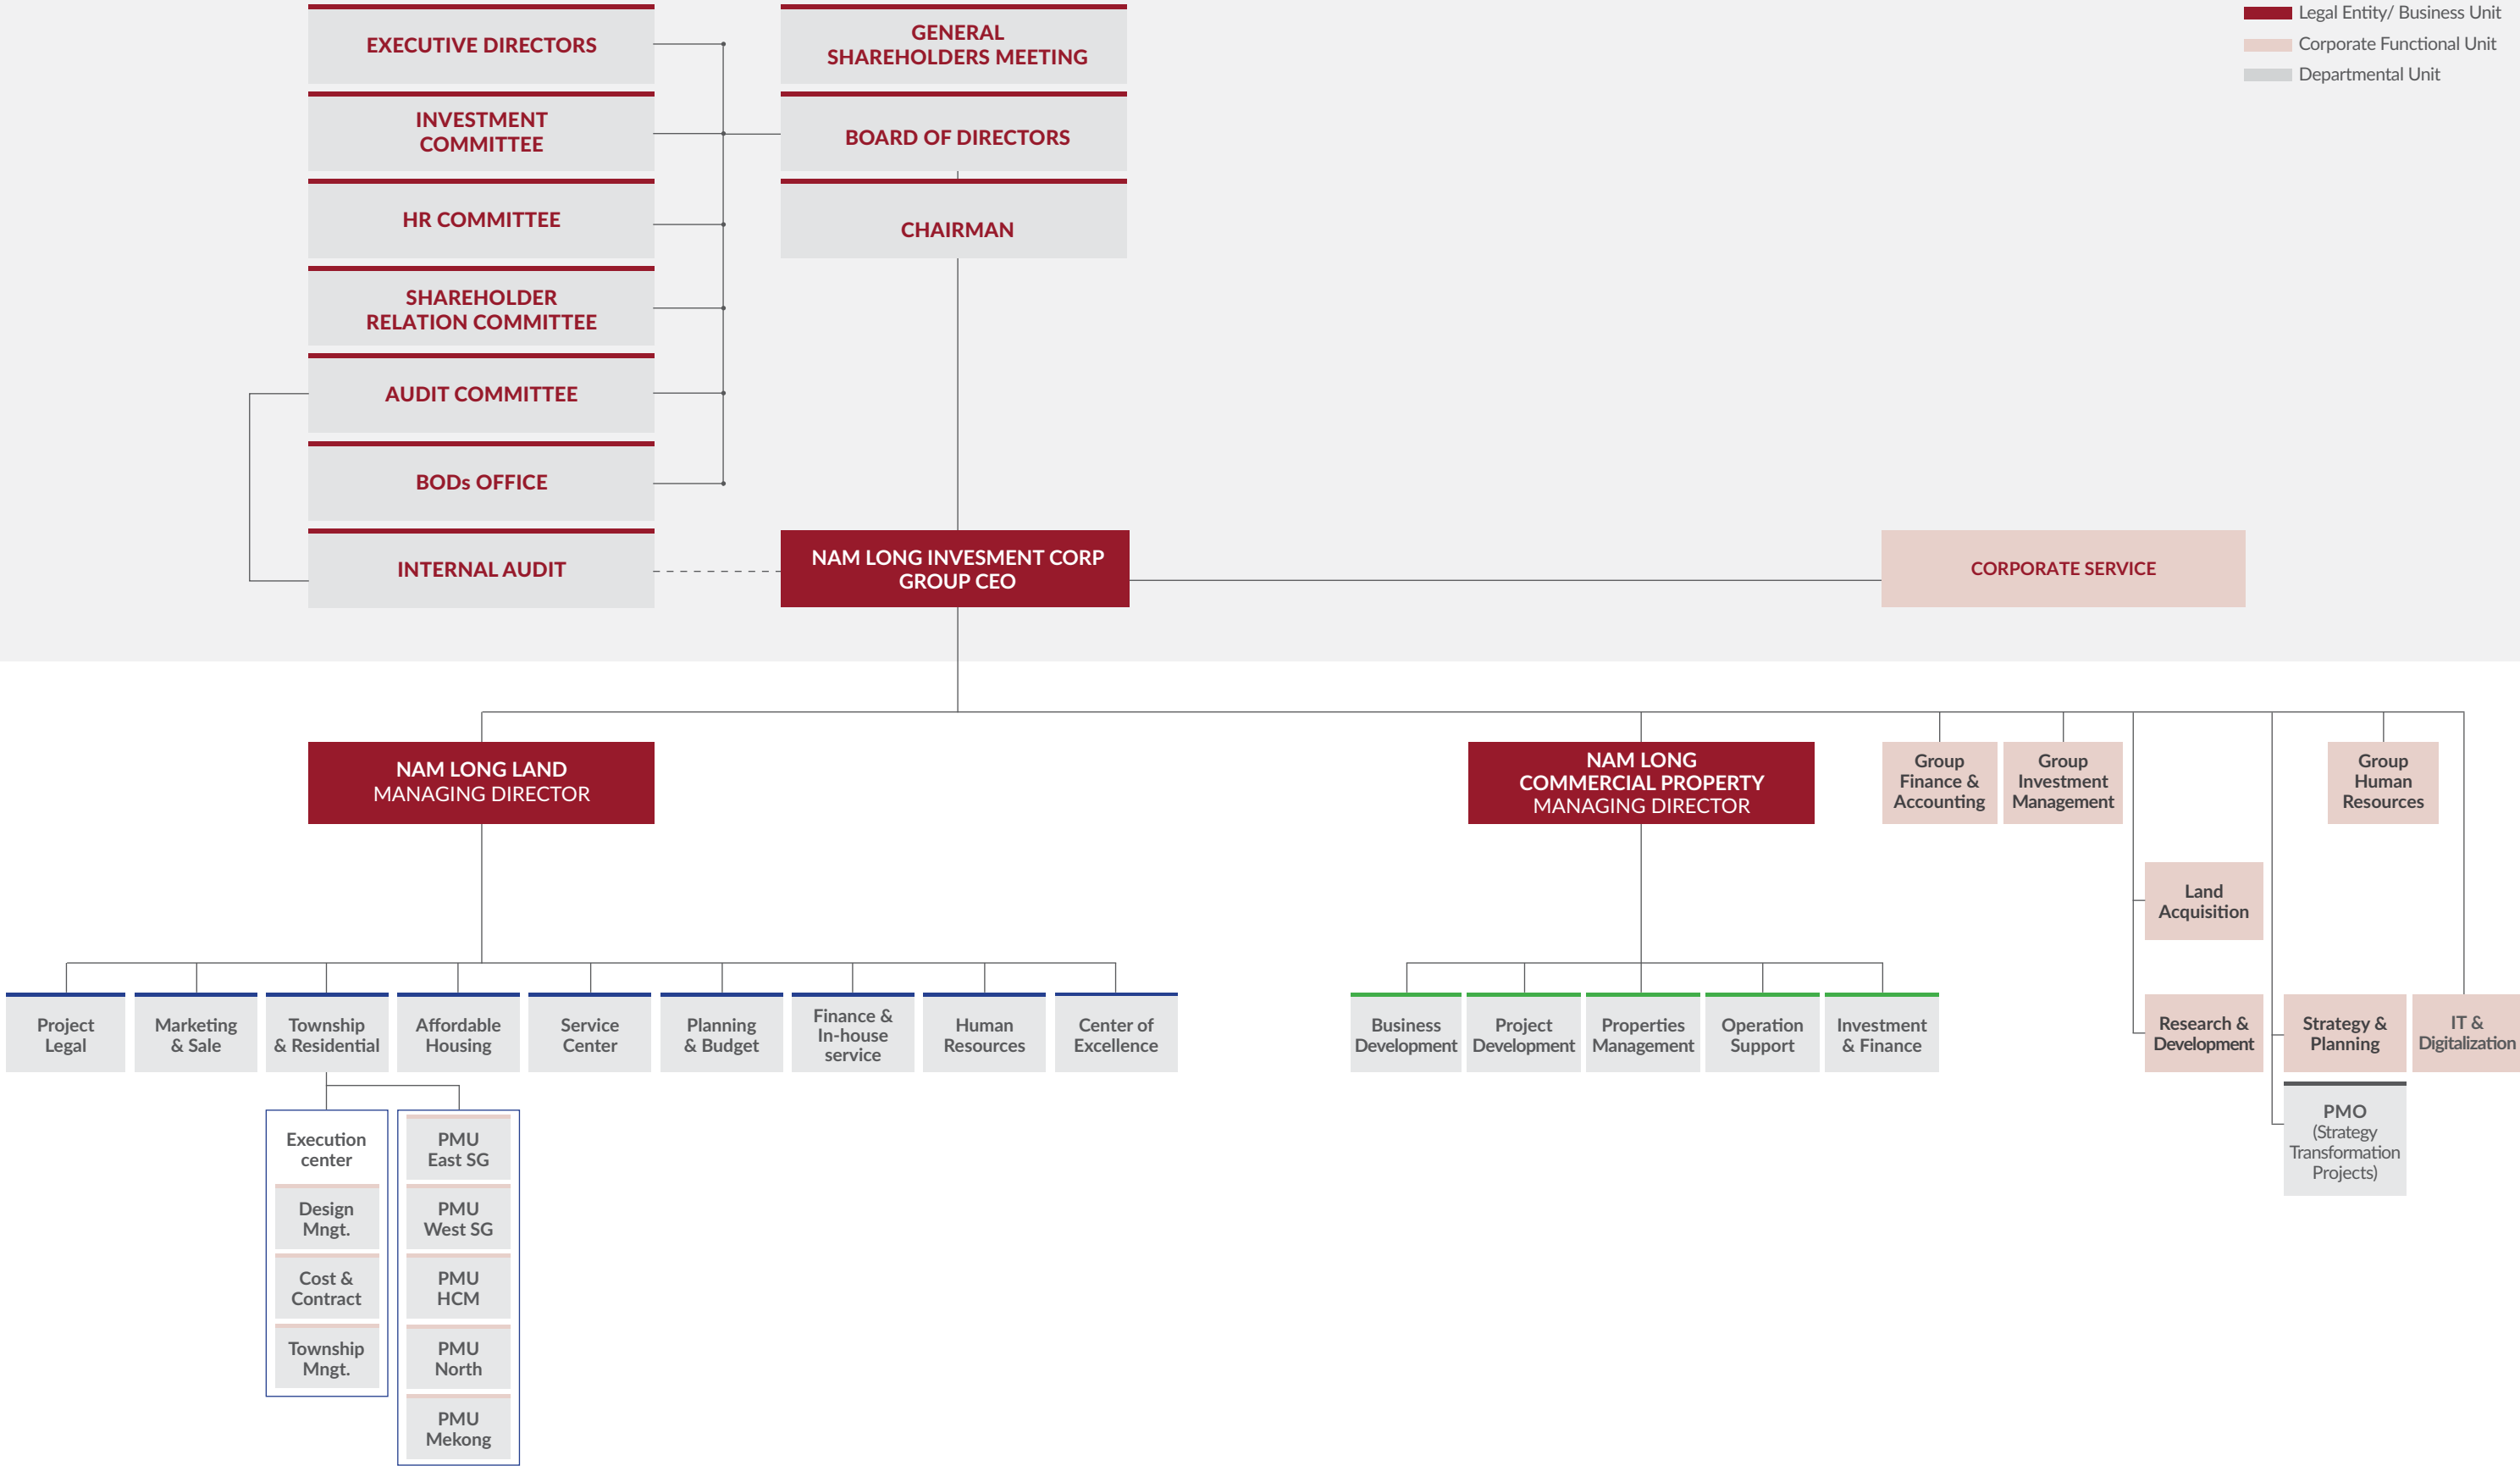 Legal Entity/ Business Unit
Corporate Functional Unit
Departmental Unit
EXECUTIVE DIRECTORS
INVESTMENT
COMMITTEE
HR COMMITTEE
SHAREHOLDER
RELATION COMMITTEE
AUDIT COMMITTEE
BODs OFFICE
INTERNAL AUDIT
GENERAL
SHAREHOLDERS MEETING
BOARD OF DIRECTORS
CHAIRMAN
NAM LONG INVESMENT CORP
GROUP CEO
CORPORATE SERVICE
NAM LONG LAND
MANAGING DIRECTOR
NAM LONG
COMMERCIAL PROPERTY
MANAGING DIRECTOR
Group
Finance &
Accounting
Group
Investment
Management
Group
Human
Resources
Land
Acquisition
Project
Legal
Marketing
& Sale
Township
& Residential
Affordable
Housing
Service
Center
Planning
& Budget
Finance &
In-house
service
Human
Resources
Center of
Excellence
Business
Development
Project
Development
Properties
Management
Operation
Support
Investment
& Finance
Research &
Development
Strategy &
Planning
IT &
Digitalization
PMO
(Strategy
Transformation
Projects)
Execution
center
Design
Mngt.
Cost &
Contract
Township
Mngt.
PMU
East SG
PMU
West SG
PMU
HCM
PMU
North
PMU
Mekong